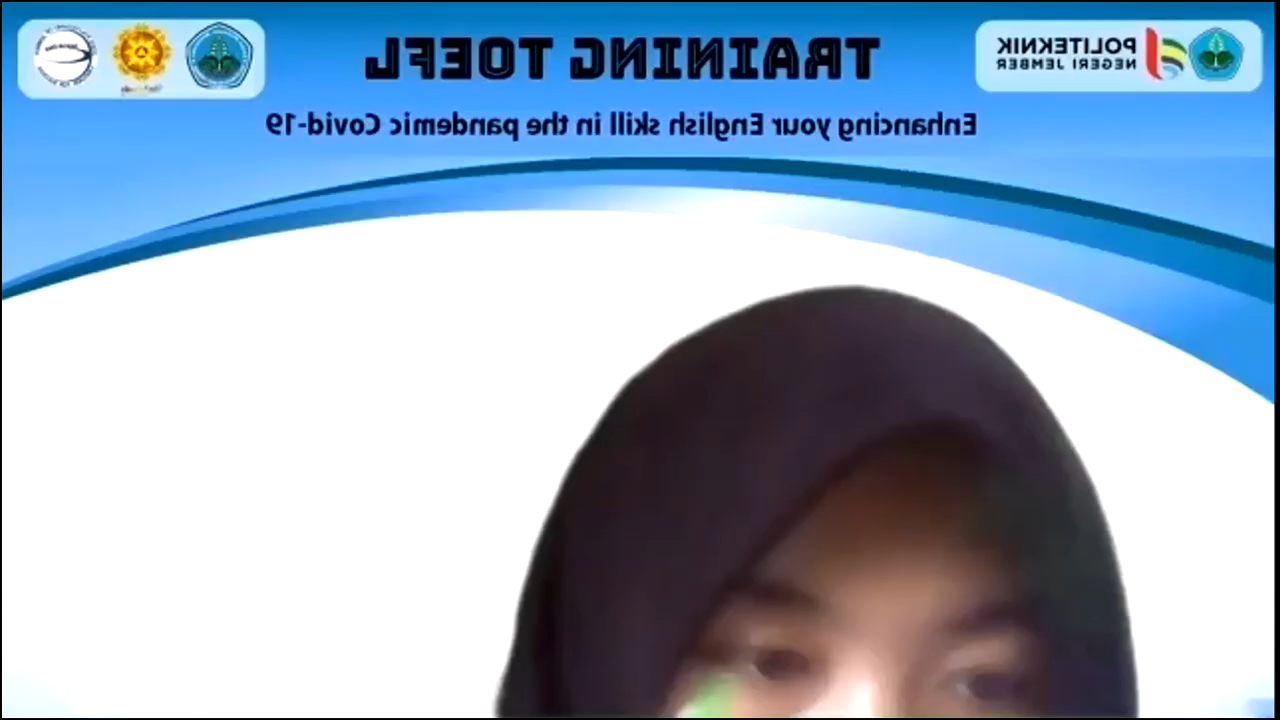 TRAINING TOEFL
POLITEKNIK
NEGERI JEMBER
Enhancing your English skill in the pandemic Covid-19